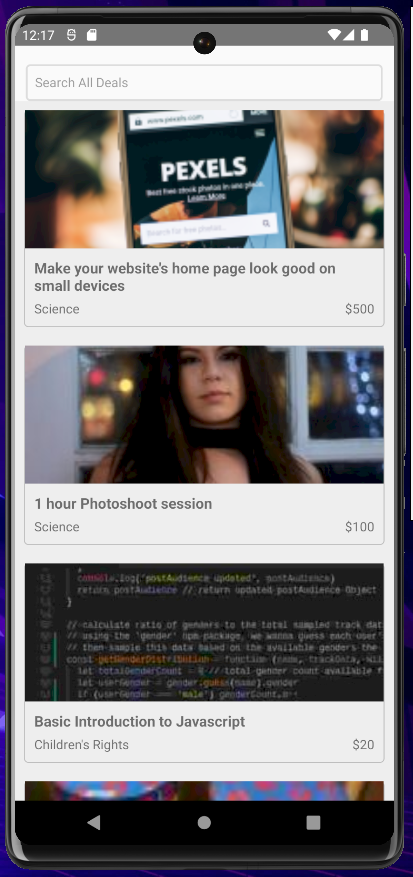 12:17
Search All Deals
www.pexels.com
MORE
PEXELS
Best free stock photos in one place.
Learn More
Search for free photos...
Make your website's home page look good on
small devices
Science $500
1 hour Photoshoot session
Science $100
console.log("postAudience updated", postAudience)
return postAudience // return updated postAudience Object
}
// calculate ratio of genders to the total sampled track dat
// using the 'gender' npm-package, we wanna guess each user'
// then sample this data based on the available genders the
const getGenderDistribution = function (name, trackData,
let totalGenderCount = // total gender count available f
let userGender = gender.guess(name).gender
if (userGender === 'male') genderCount.m
Basic Introduction to Javascript
Children's Rights $20